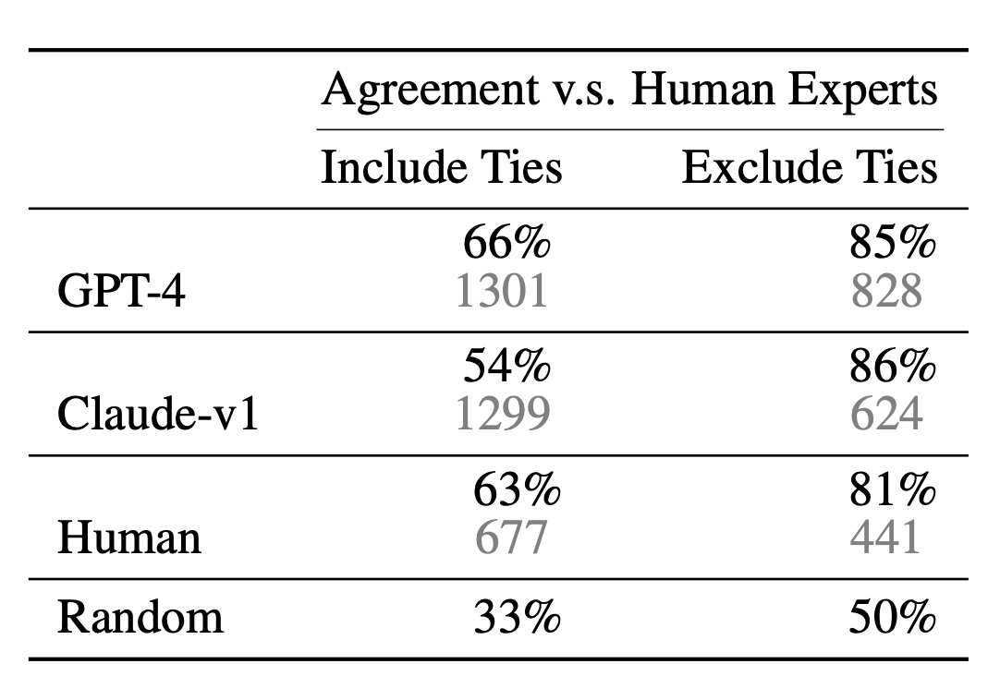 Agreement v.s. Human Experts
Include Ties Exclude Ties
66% 85%
GPT-4 1301 828
54% 86%
Claude-v1 1299 624
63% 81%
Human 677 441
Random 33% 50%